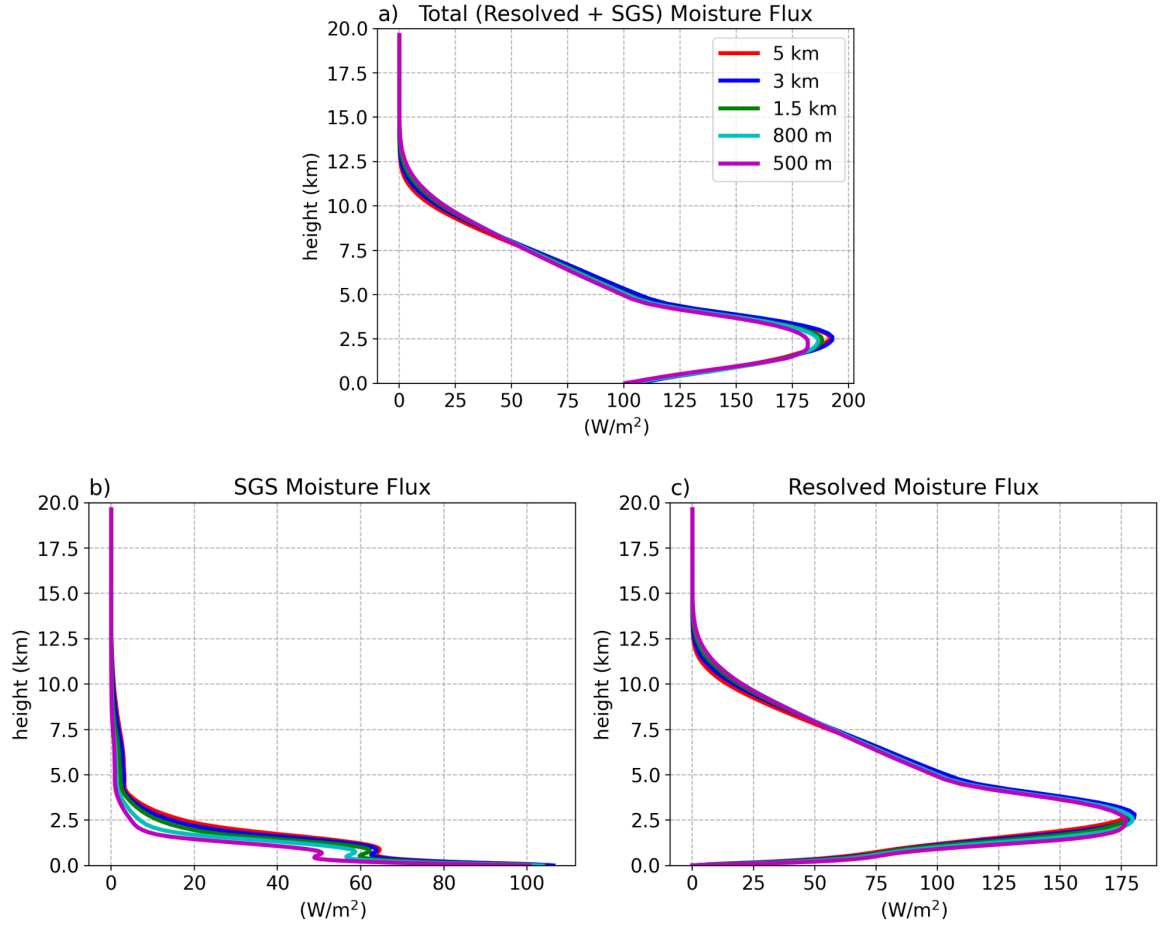 a) Total (Resolved + SGS) Moisture Flux
20.0
17.5
15.0
12.5
10.0
7.5
5.0
2.5
0.0
height (km)
5 km
3 km
1.5 km
800 m
500 m
0 25 50 75 100 125 150 175 200
(W/m²)
b) SGS Moisture Flux
20.0
17.5
15.0
12.5
10.0
7.5
5.0
2.5
0.0
height (km)
0 20 40 60 80 100
(W/m²)
c) Resolved Moisture Flux
20.0
17.5
15.0
12.5
10.0
7.5
5.0
2.5
0.0
height (km)
0 25 50 75 100 125 150 175
(W/m²)